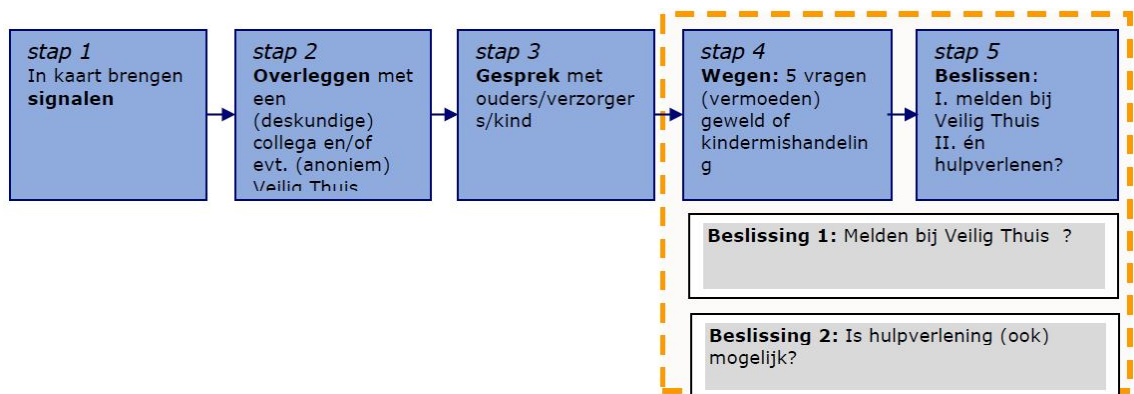 stap 1
In kaart brengen
signalen
stap 2
Overleggen met
een
(deskundige)
collega en/of
evt. (anoniem)
Veilig Thuis
stap 3
Gesprek met
ouders/verzorger
s/kind
stap 4
Wegen: 5 vragen
(vermoeden)
geweld of
kindermishandelin
g
stap 5
Beslissen:
I. melden bij
Veilig Thuis
II. én
hulpverlenen?
Beslissing 1: Melden bij Veilig Thuis ?
Beslissing 2: Is hulpverlening (ook)
mogelijk?